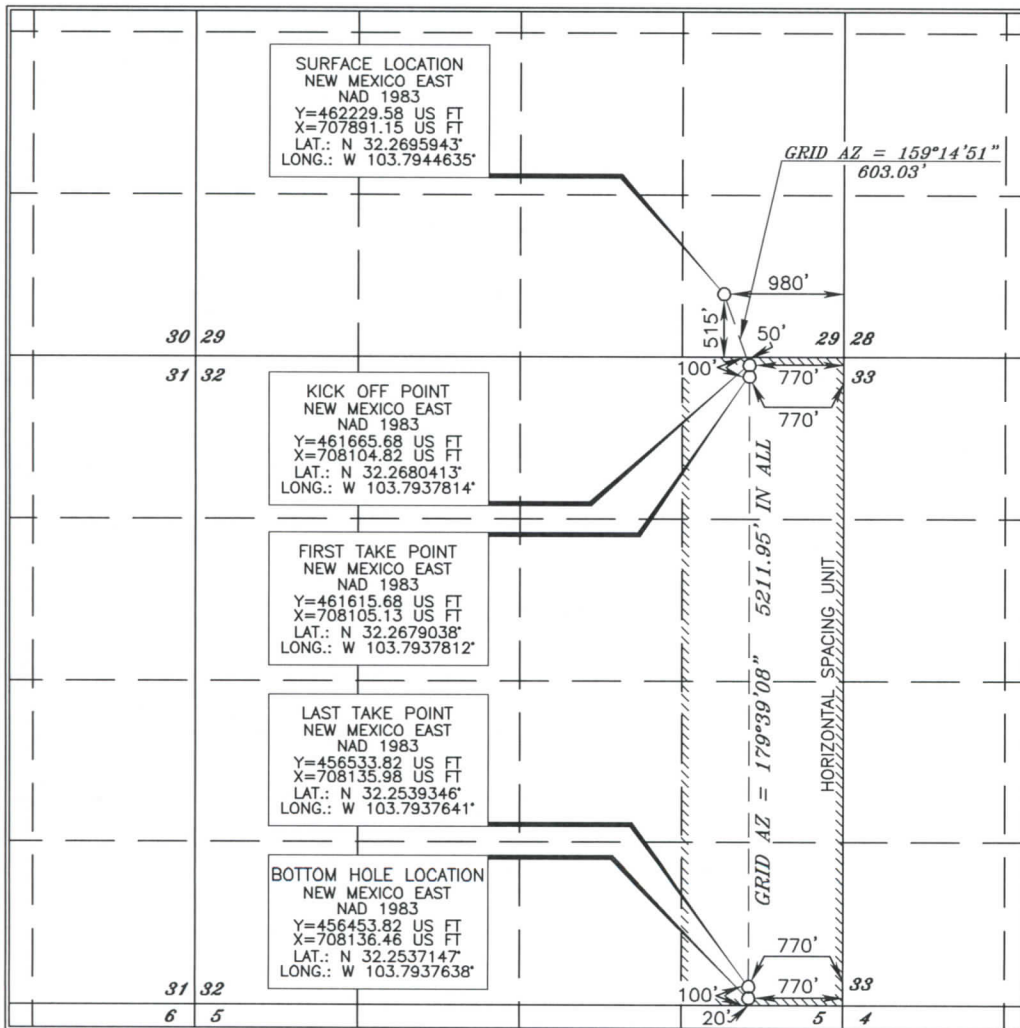 SURFACE LOCATION
NEW MEXICO EAST
NAD 1983
Y=462229.58 US FT
X=707891.15 US FT
LAT.: N 32.2695943°
LONG.: W 103.7944635°
GRID AZ = 159°14'51"
603.03'
980'
515'
50'
30 29
29 28
31 32
100'
770'
33
770'
KICK OFF POINT
NEW MEXICO EAST
NAD 1983
Y=461665.68 US FT
X=708104.82 US FT
LAT.: N 32.2680413°
LONG.: W 103.7937814°
FIRST TAKE POINT
NEW MEXICO EAST
NAD 1983
Y=461615.68 US FT
X=708105.13 US FT
LAT.: N 32.2679038°
LONG.: W 103.7937812°
GRID AZ = 179°39'08" 5211.95' IN ALL
HORIZONTAL SPACING UNIT
LAST TAKE POINT
NEW MEXICO EAST
NAD 1983
Y=456533.82 US FT
X=708135.98 US FT
LAT.: N 32.2539346°
LONG.: W 103.7937641°
BOTTOM HOLE LOCATION
NEW MEXICO EAST
NAD 1983
Y=456453.82 US FT
X=708136.46 US FT
LAT.: N 32.2537147°
LONG.: W 103.7937638°
770'
31 32
100'
770'
33
6 5
20'
5 4